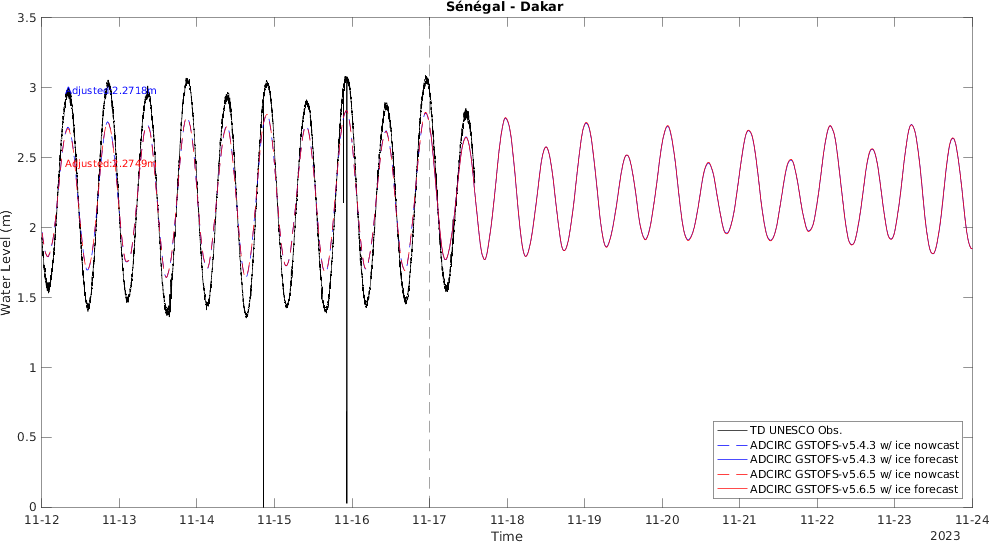 Sénégal - Dakar
3.5
3
2.5
2
1.5
1
0.5
0
Water Level (m)
Adjusted:2.2718m
Adjusted:2.2749m
TD UNESCO Obs.
ADCIRC GSTOFS-v5.4.3 w/ ice nowcast
ADCIRC GSTOFS-v5.4.3 w/ ice forecast
ADCIRC GSTOFS-v5.6.5 w/ ice nowcast
ADCIRC GSTOFS-v5.6.5 w/ ice forecast
11-12 11-13 11-14 11-15 11-16 11-17 11-18 11-19 11-20 11-21 11-22 11-23 11-24
Time
2023